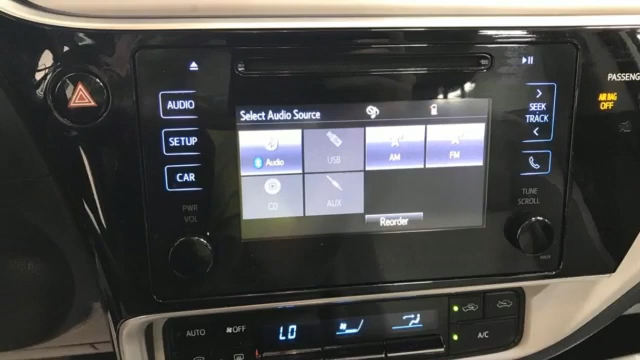 PASSENG
AUDIO
SETUP
CAR
PWR
VOL
Select Audio Source
Audio
USB
AM
FM
CD
AUX
Reorder
SEEK
TRACK
TUNE
SCROLL
AIR BAG
OFF
AUTO
OFF
LO
A/C